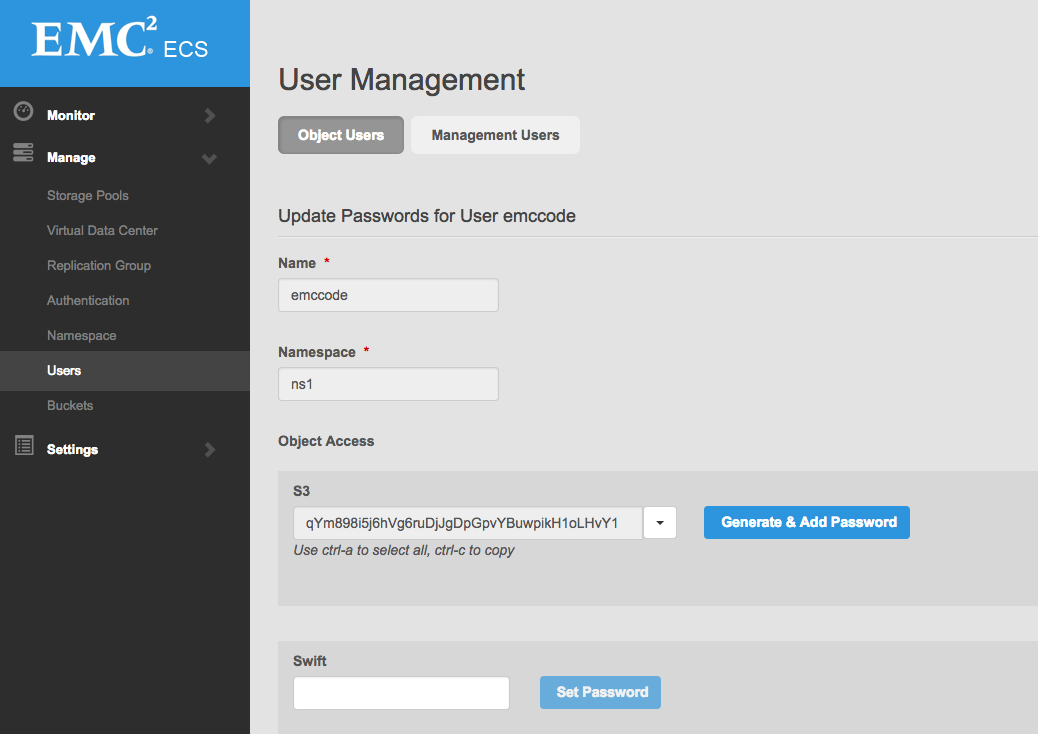 EMC² ECS
Monitor
Manage
Storage Pools
Virtual Data Center
Replication Group
Authentication
Namespace
Users
Buckets
Settings
User Management
Object Users
Management Users
Update Passwords for User emccode
Name *
emccode
Namespace *
ns1
Object Access
S3
qYm898i5j6hVg6ruDjJgDpGpvYBuwpikH1oLHvY1
Generate & Add Password
Use ctrl-a to select all, ctrl-c to copy
Swift
Set Password